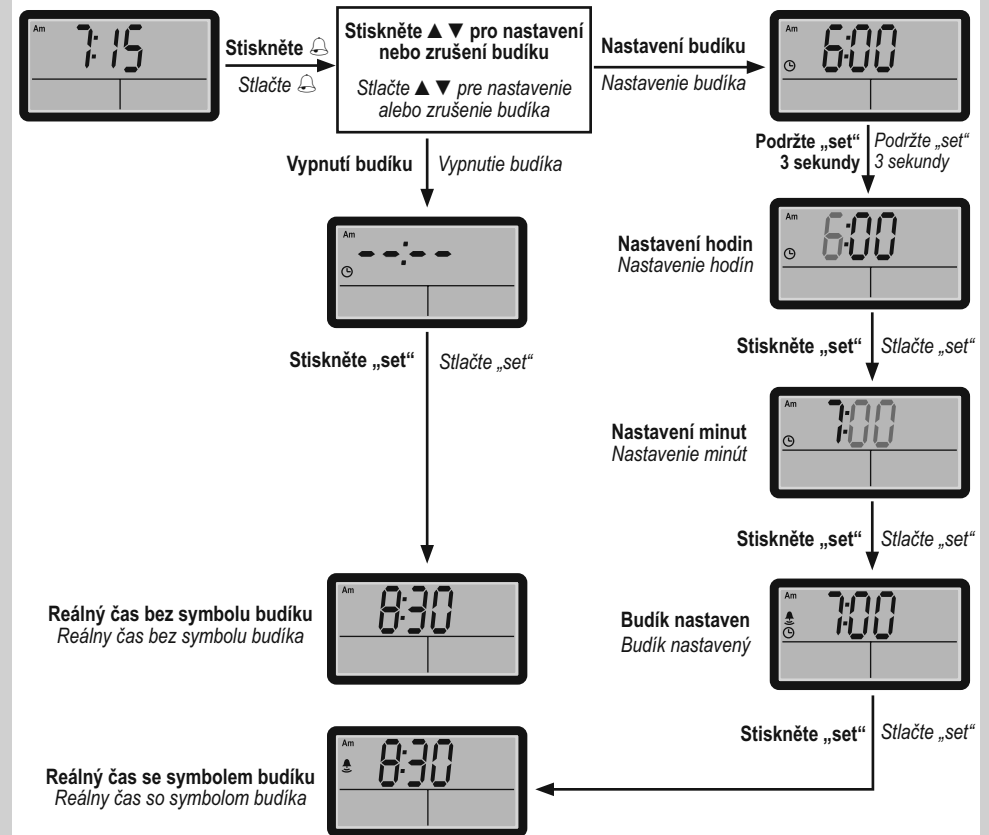 Am
7:15
Stiskněte
Stlačte
Stiskněte ▲ ▼ pro nastavení
nebo zrušení budíku
Stlačte ▲ ▼ pre nastavenie
alebo zrušenie budíka
Nastavení budíku
Nastavenie budíka
Am
6:00
Podržte „set“
3 sekundy
Podržte „set“
3 sekundy
Vypnutí budíku
Vypnutie budíka
Am
--:--
Nastavení hodin
Nastavenie hodín
Am
6:00
Stiskněte „set“
Stlačte „set“
Stiskněte „set“
Stlačte „set“
Nastavení minut
Nastavenie minút
Am
7:00
Stiskněte „set“
Stlačte „set“
Reálný čas bez symbolu budíku
Reálny čas bez symbolu budíka
Am
8:30
Budík nastaven
Budík nastavený
Am
7:00
Stiskněte „set“
Stlačte „set“
Reálný čas se symbolem budíku
Reálny čas so symbolom budíka
Am
8:30